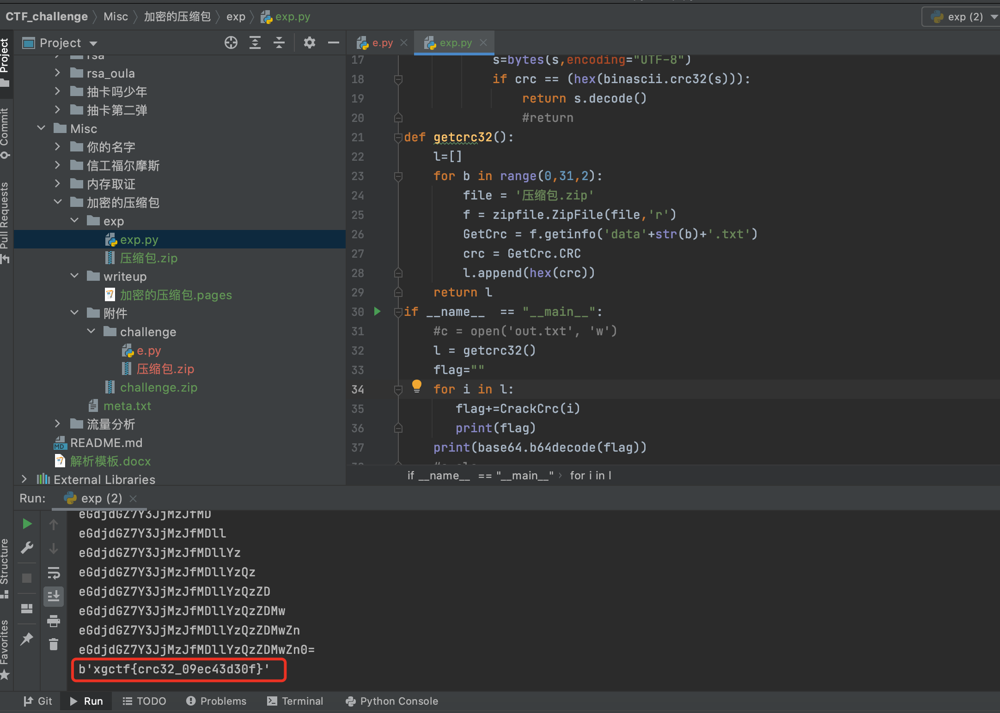 CTF_challenge
Misc
加密的压缩包
exp
exp.py
exp (2)
Project
e.py
exp.py
Project
Commit
Pull Requests
Structure
Favorites
rsa
rsa_oula
抽卡吗少年
抽卡第二弹
Misc
你的名字
信工福尔摩斯
内存取证
加密的压缩包
exp
exp.py
压缩包.zip
writeup
加密的压缩包.pages
附件
challenge
e.py
压缩包.zip
challenge.zip
meta.txt
流量分析
README.md
解析模板.docx
External Libraries
17 s=bytes(s,encoding="UTF-8")
18 if crc == (hex(binascii.crc32(s))):
19 return s.decode()
20 #return
21 def getcrc32():
22 l=[]
23 for b in range(0,31,2):
24 file = '压缩包.zip'
25 f = zipfile.ZipFile(file,'r')
26 GetCrc = f.getinfo('data'+str(b)+'.txt')
27 crc = GetCrc.CRC
28 l.append(hex(crc))
29 return l
30 if __name__ == "__main__":
31 #c = open('out.txt', 'w')
32 l = getcrc32()
33 flag=""
34 for i in l:
35 flag+=CrackCrc(i)
36 print(flag)
37 print(base64.b64decode(flag))
if __name__ == "__main__" › for i in l
Run: exp (2)
eGdjdGZ7Y3JjMzJfMD
eGdjdGZ7Y3JjMzJfMDll
eGdjdGZ7Y3JjMzJfMDllYz
eGdjdGZ7Y3JjMzJfMDllYzQz
eGdjdGZ7Y3JjMzJfMDllYzQzZD
eGdjdGZ7Y3JjMzJfMDllYzQzZDMw
eGdjdGZ7Y3JjMzJfMDllYzQzZDMwZn
eGdjdGZ7Y3JjMzJfMDllYzQzZDMwZn0=
b'xgctf{crc32_09ec43d30f}'
Git
Run
TODO
Problems
Terminal
Python Console